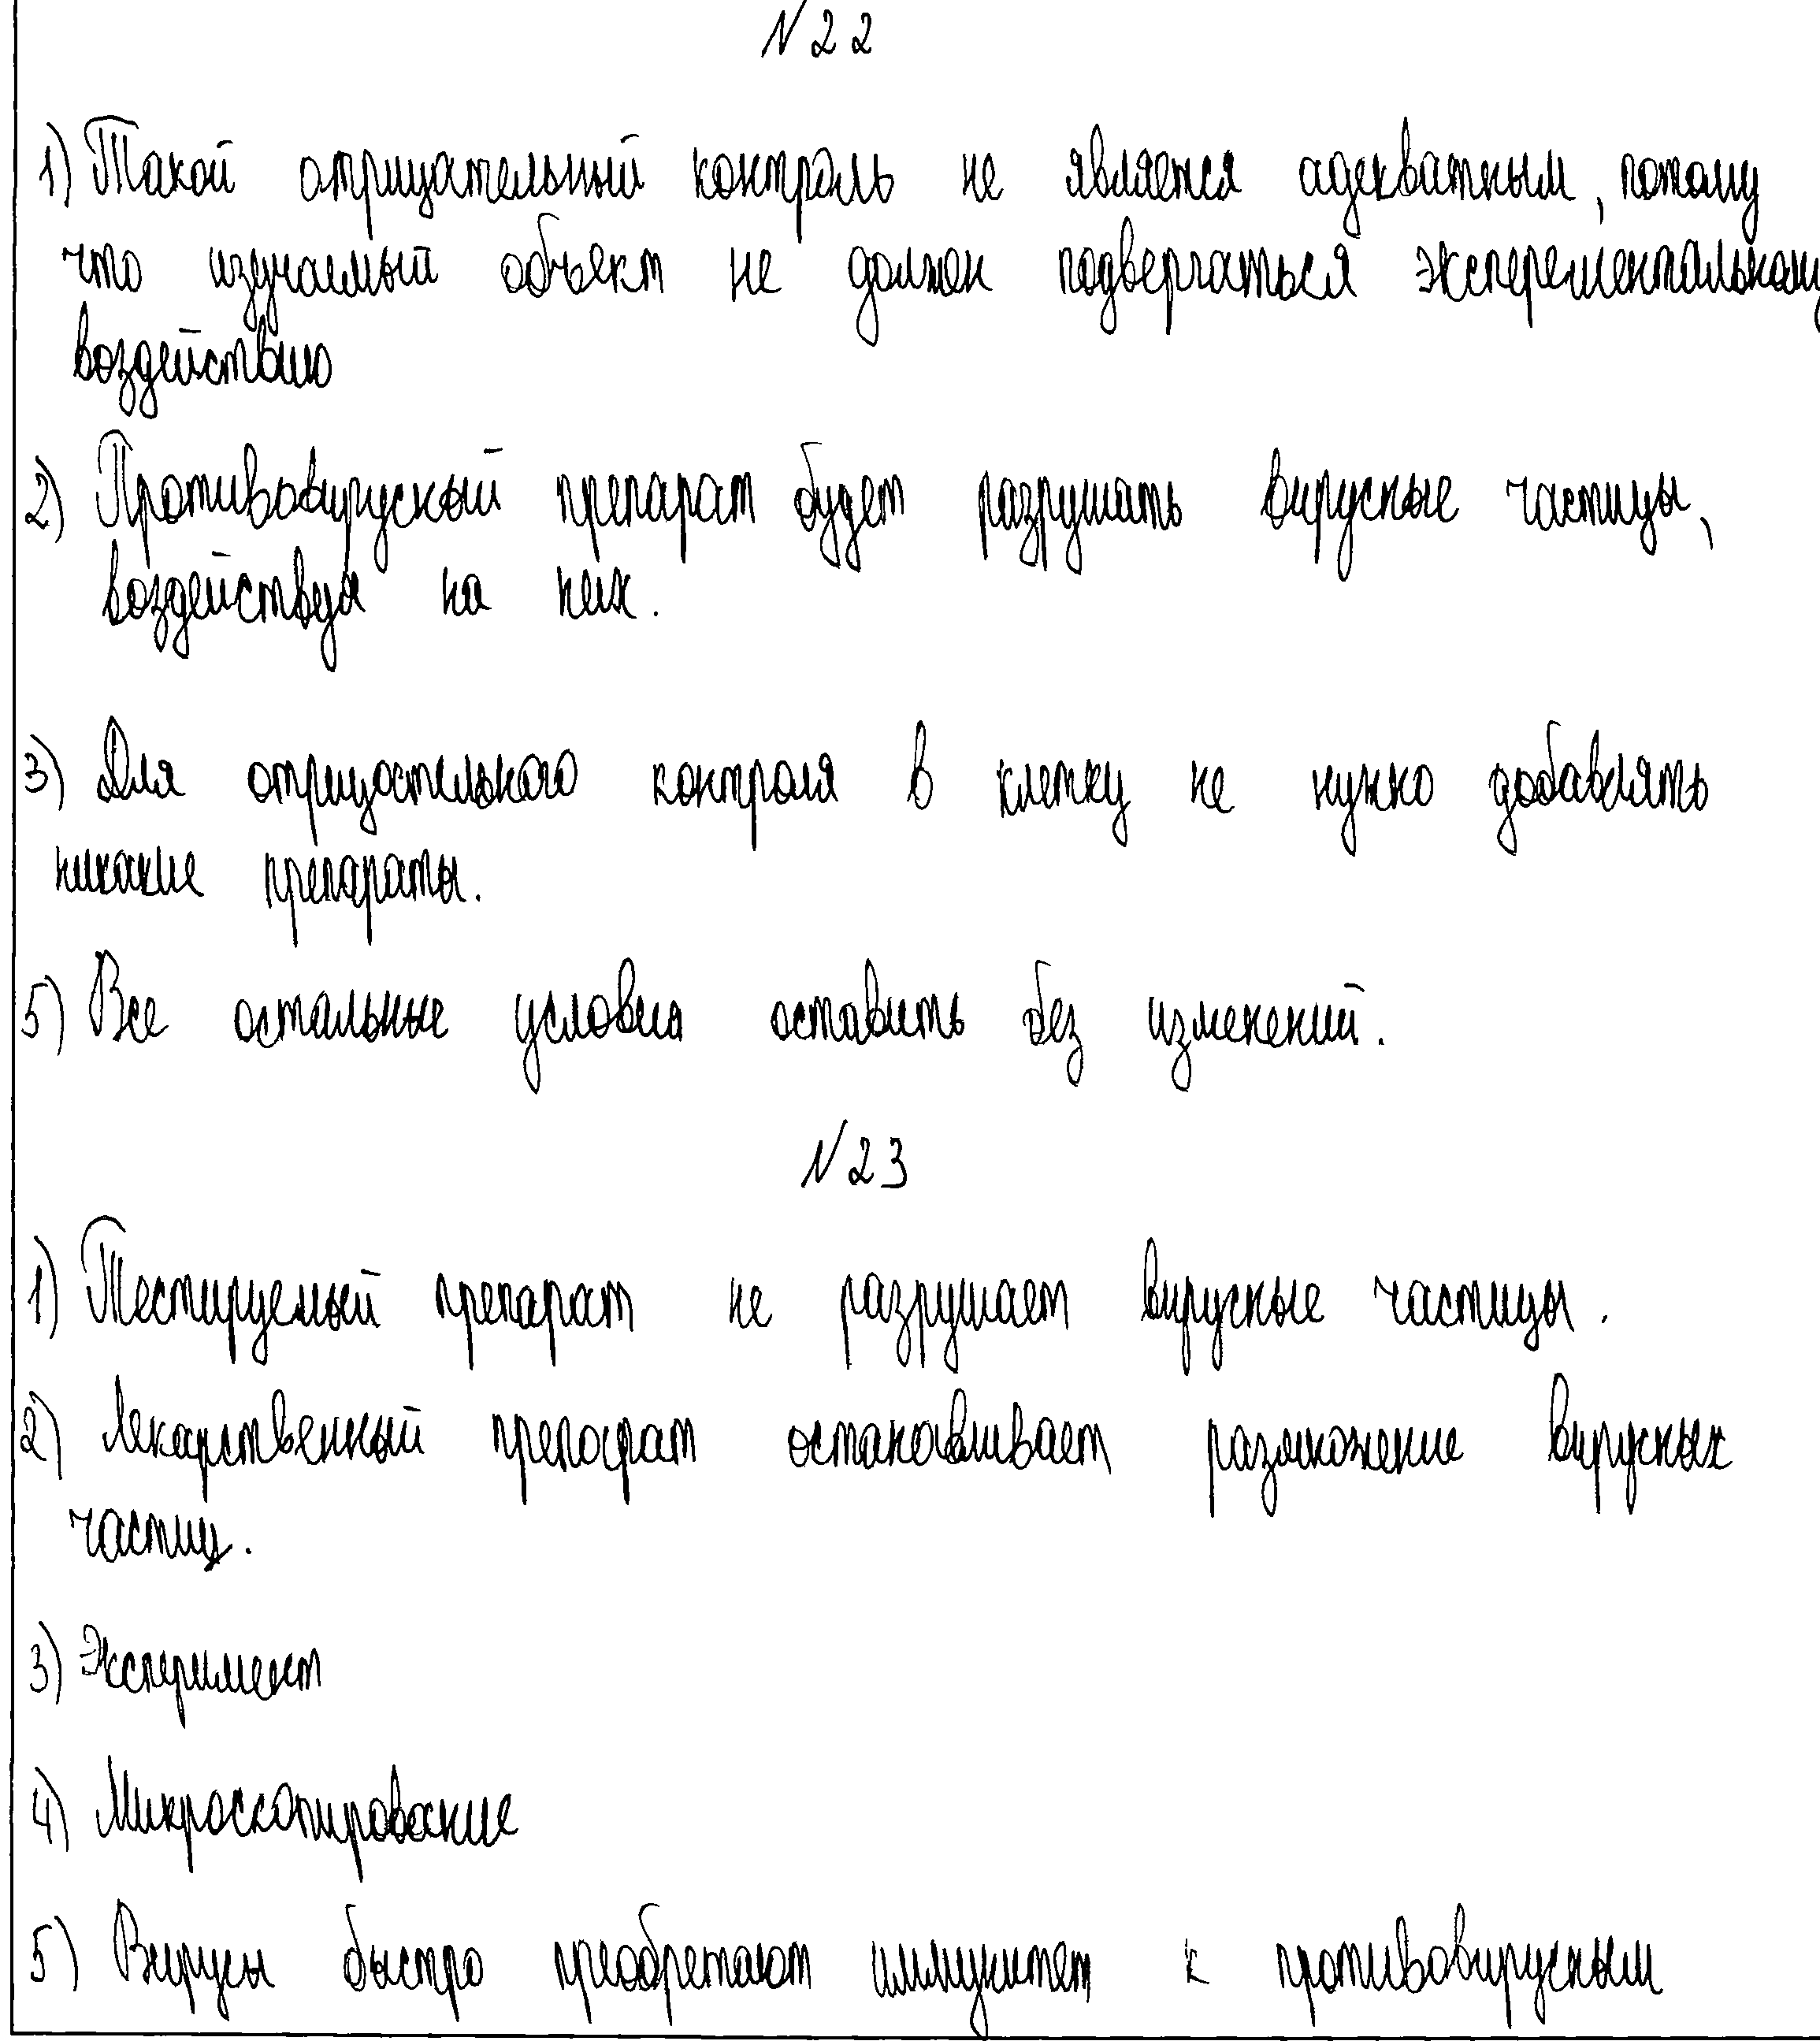 N22
1) Такой отрицательный контроль не является адекватным, потому
что изучаемый объект не должен подвергаться эксперементальному
воздействию
2) Противовирусный препарат будет разрушать вирусные частицы,
воздействуя на них.
3) Для отрицательного контроля в клетку не нужно добавлять
никакие препараты.
5) Все остальные условия оставить без изменений.
N23
1) Тестируемый препарат не разрушает вирусные частицы.
2) Лекарственный препарат останавливает размножение вирусных
частиц.
3) Эксперимент
4) Микроскопирование
5) Вирусы быстро приобретают иммунитет к противовирусным